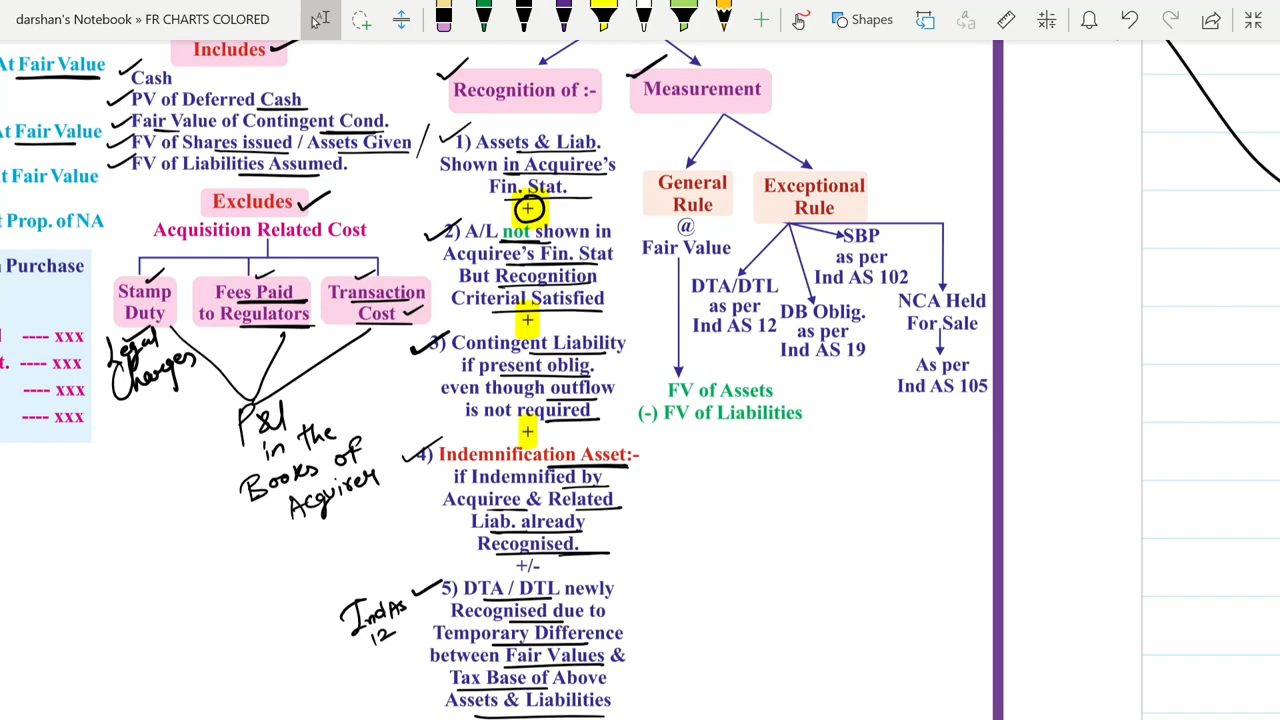 darshan's Notebook » FR CHARTS COLORED
Shapes
At Fair Value
At Fair Value
t Fair Value
t Prop. of NA
Purchase
---- xxx
t. ---- xxx
---- xxx
---- xxx
Includes
Cash
PV of Deferred Cash
Fair Value of Contingent Cond.
FV of Shares issued / Assets Given /
FV of Liabilities Assumed.
Excludes
Acquisition Related Cost
Stamp
Duty
Fees Paid
to Regulators
Transaction
Cost
Legal
Charges
P&l
in the
Books of
Acquirer
Recognition of :-
1) Assets & Liab.
Shown in Acquiree's
Fin. Stat.
+
2) A/L not shown in
Acquiree's Fin. Stat
But Recognition
Criterial Satisfied
+
3) Contingent Liability
if present oblig.
even though outflow
is not required
+
4) Indemnification Asset:-
if Indemnified by
Acquiree & Related
Liab. already
Recognised.
+/-
5) DTA / DTL newly
Recognised due to
Temporary Difference
between Fair Values &
Tax Base of Above
Assets & Liabilities
Ind As
12
Measurement
General
Rule
@
Fair Value
FV of Assets
(-) FV of Liabilities
Exceptional
Rule
DTA/DTL
as per
Ind AS 12
DB Oblig.
as per
Ind AS 19
SBP
as per
Ind AS 102
NCA Held
For Sale
As per
Ind AS 105